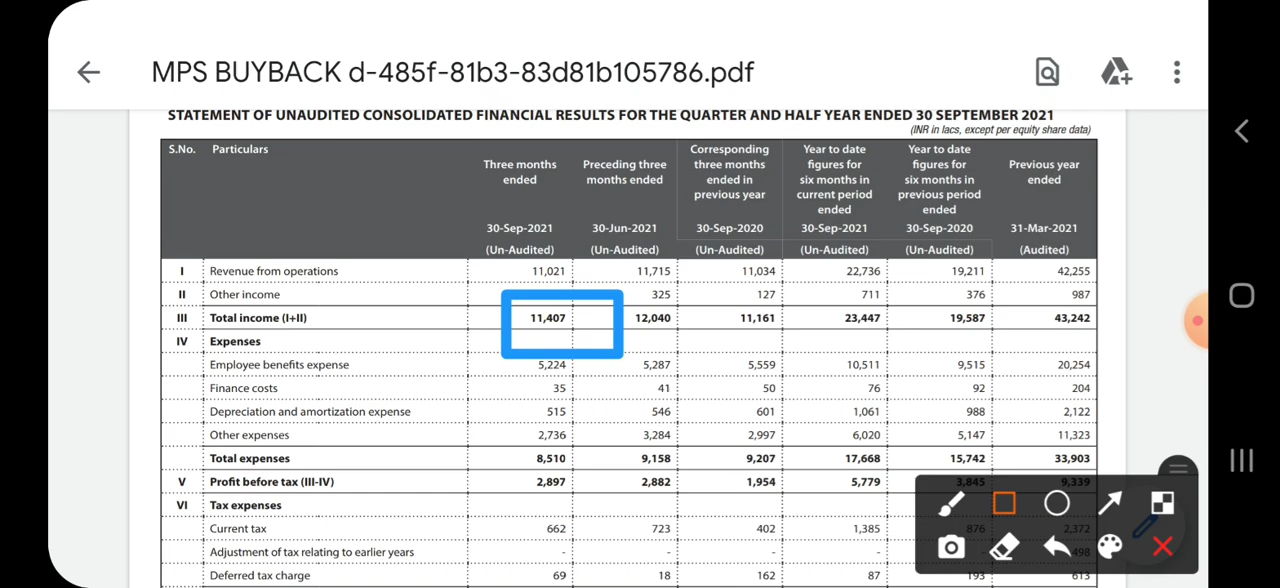 MPS BUYBACK d-485f-81b3-83d81b105786.pdf
STATEMENT OF UNAUDITED CONSOLIDATED FINANCIAL RESULTS FOR THE QUARTER AND HALF YEAR ENDED 30 SEPTEMBER 2021
(INR in lacs, except per equity share data)
S.No. Particulars Three months ended Preceding three months ended Corresponding three months ended in previous year Year to date figures for six months in current period ended Year to date figures for six months in previous period ended Previous year ended
30-Sep-2021 30-Jun-2021 30-Sep-2020 30-Sep-2021 30-Sep-2020 31-Mar-2021
(Un-Audited) (Un-Audited) (Un-Audited) (Un-Audited) (Un-Audited) (Audited)
I Revenue from operations 11,021 11,715 11,034 22,736 19,211 42,255
II Other income 325 127 711 376 987
III Total income (I+II) 11,407 12,040 11,161 23,447 19,587 43,242
IV Expenses
Employee benefits expense 5,224 5,287 5,559 10,511 9,515 20,254
Finance costs 35 41 50 76 92 204
Depreciation and amortization expense 515 546 601 1,061 988 2,122
Other expenses 2,736 3,284 2,997 6,020 5,147 11,323
Total expenses 8,510 9,158 9,207 17,668 15,742 33,903
V Profit before tax (III-IV) 2,897 2,882 1,954 5,779 3,845 9,339
VI Tax expenses
Current tax 662 723 402 1,385 876 2,372
Adjustment of tax relating to earlier years - - - - 498
Deferred tax charge 69 18 162 87 193 613